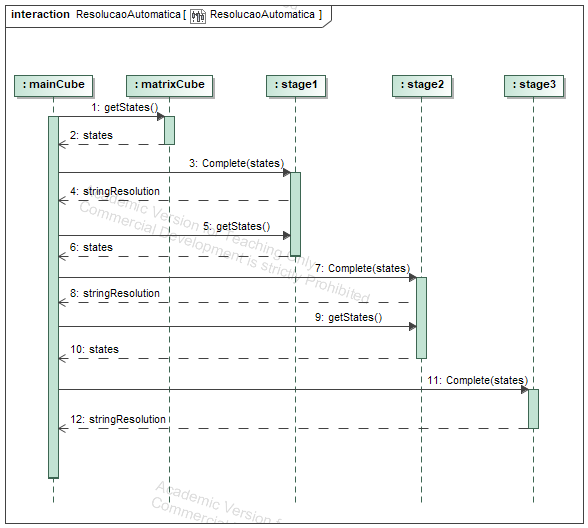 interaction ResolucaoAutomatica [ ResolucaoAutomatica ]
: mainCube
: matrixCube
: stage1
: stage2
: stage3
1: getStates()
2: states
3: Complete(states)
4: stringResolution
5: getStates()
6: states
7: Complete(states)
8: stringResolution
9: getStates()
10: states
11: Complete(states)
12: stringResolution
Academic Version for Teaching Only
Commercial Development is strictly Prohibited
Academic Version f
Commercial